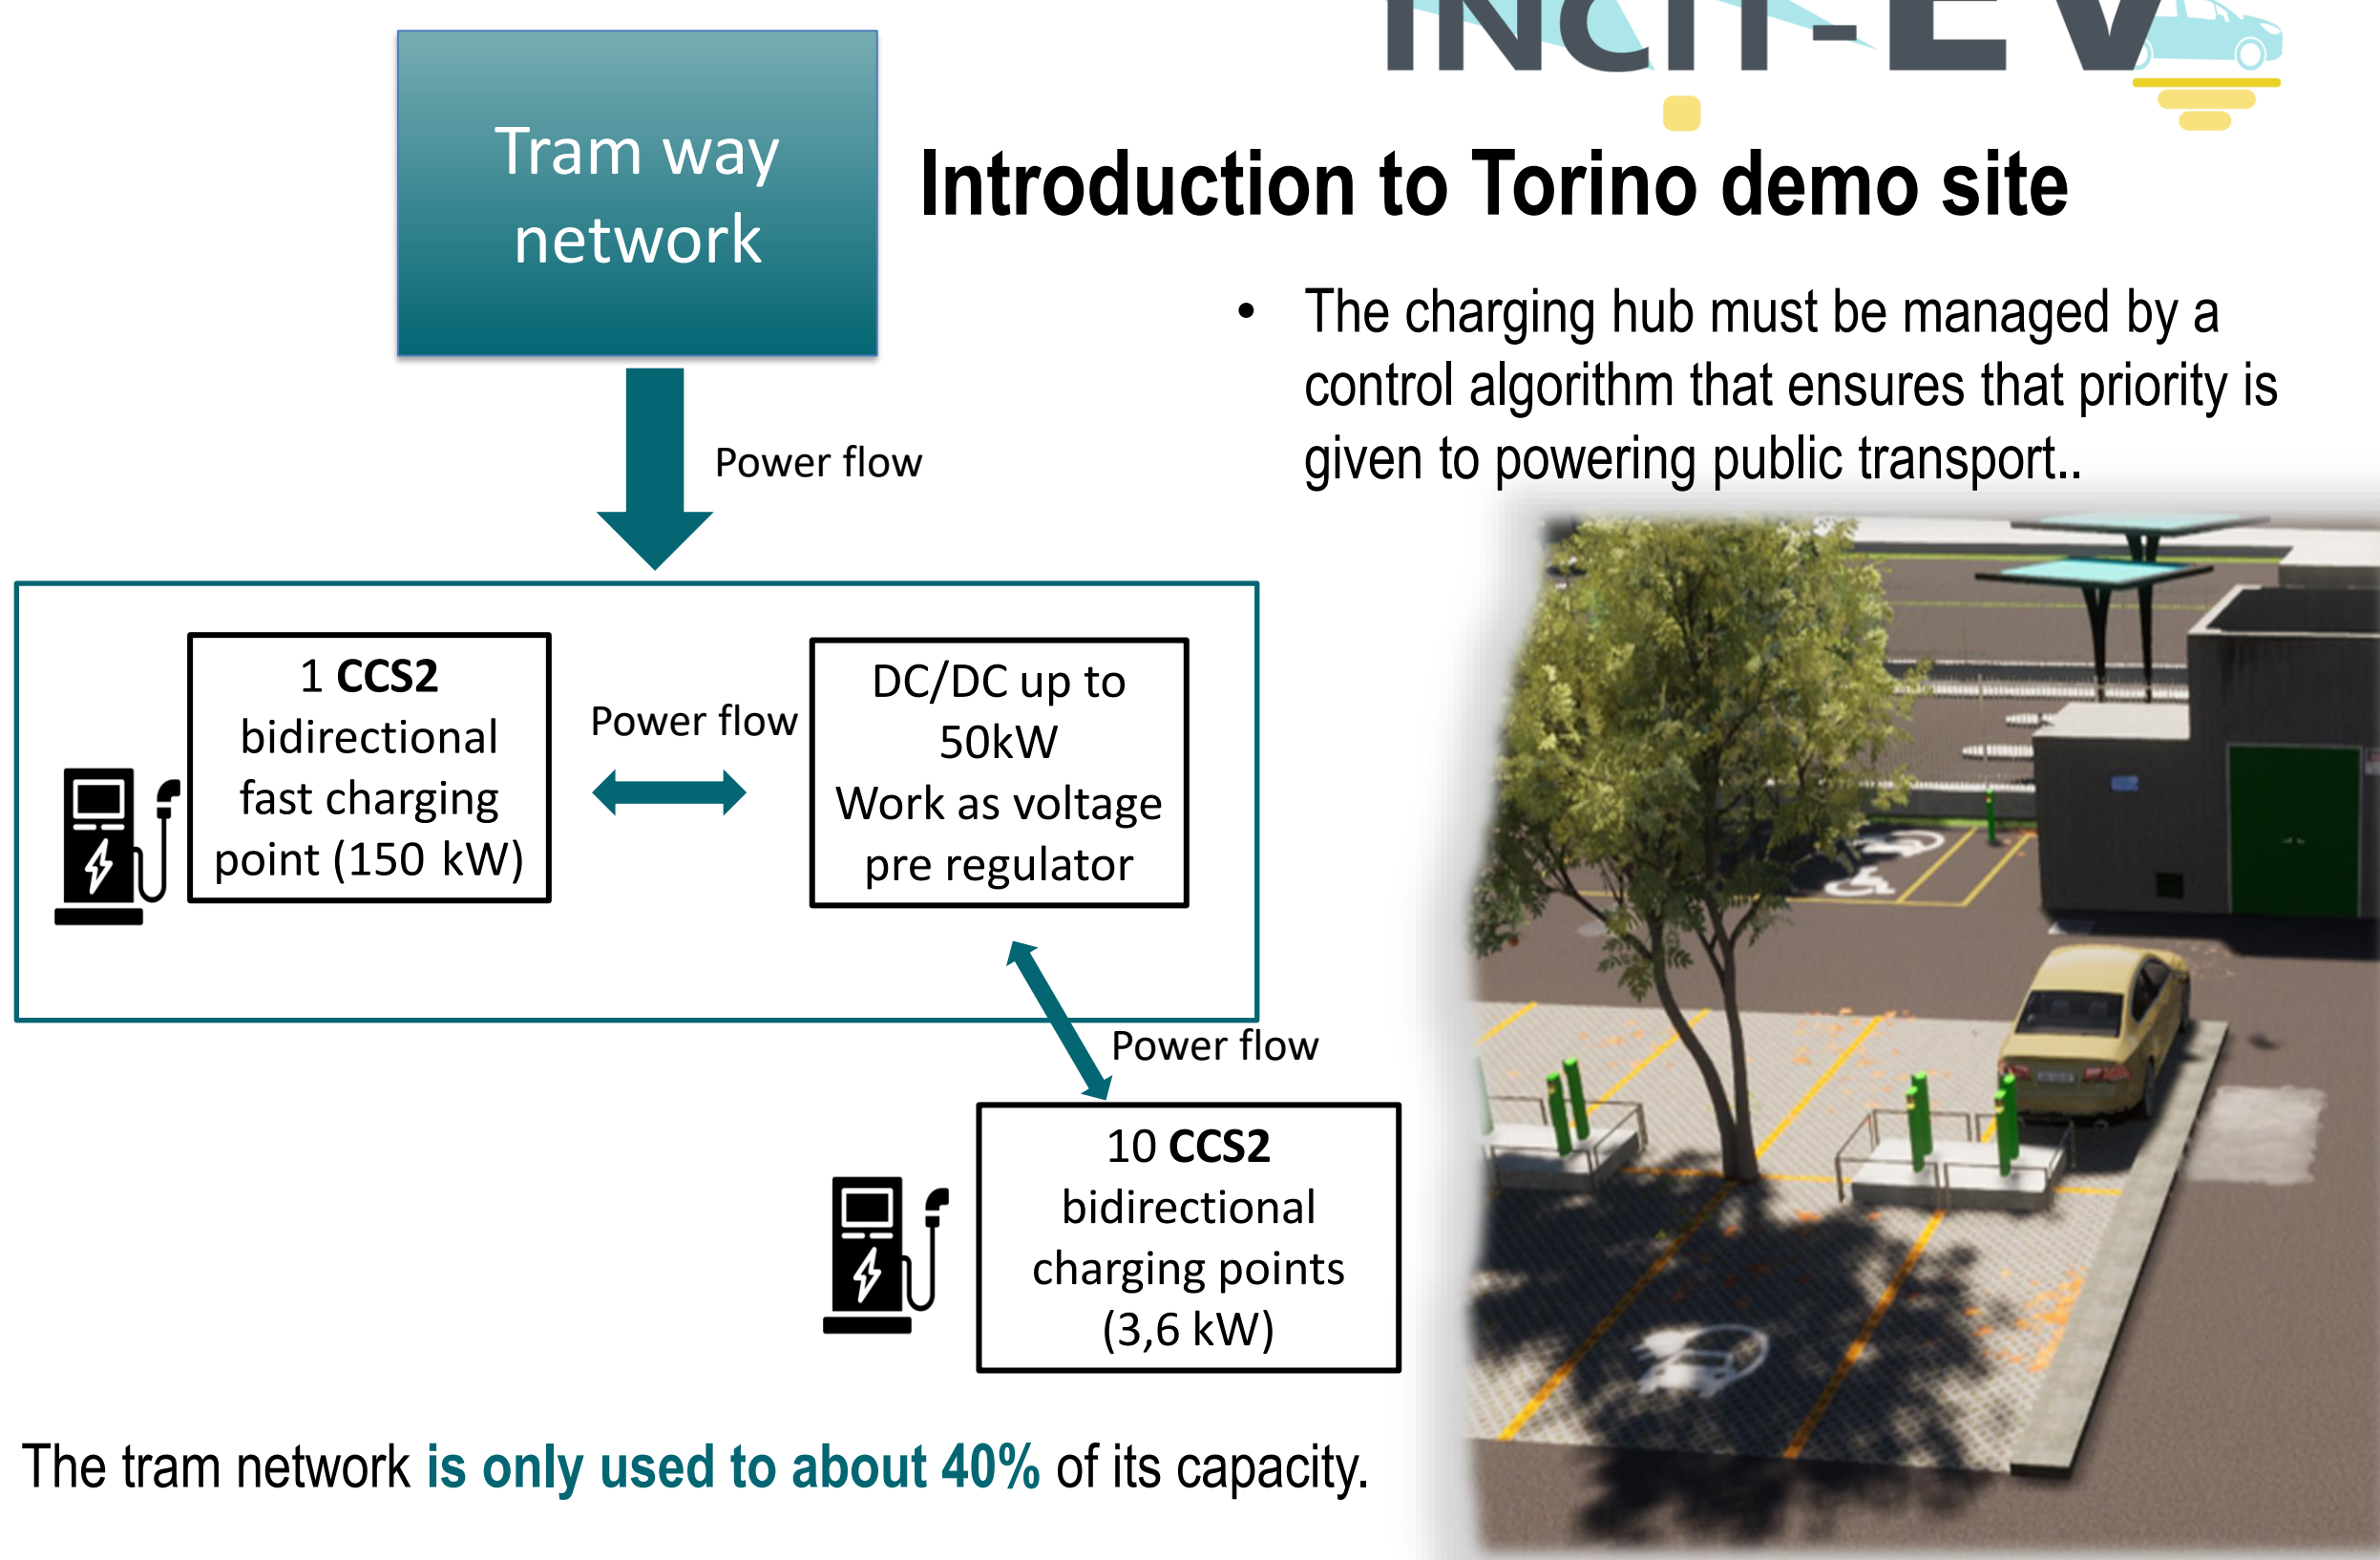 INCIT-EV
Introduction to Torino demo site
Tram way
network
• The charging hub must be managed by a
control algorithm that ensures that priority is
given to powering public transport..
Power flow
1 CCS2
bidirectional
fast charging
point (150 kW)
Power flow
DC/DC up to
50kW
Work as voltage
pre regulator
Power flow
10 CCS2
bidirectional
charging points
(3,6 kW)
The tram network is only used to about 40% of its capacity.